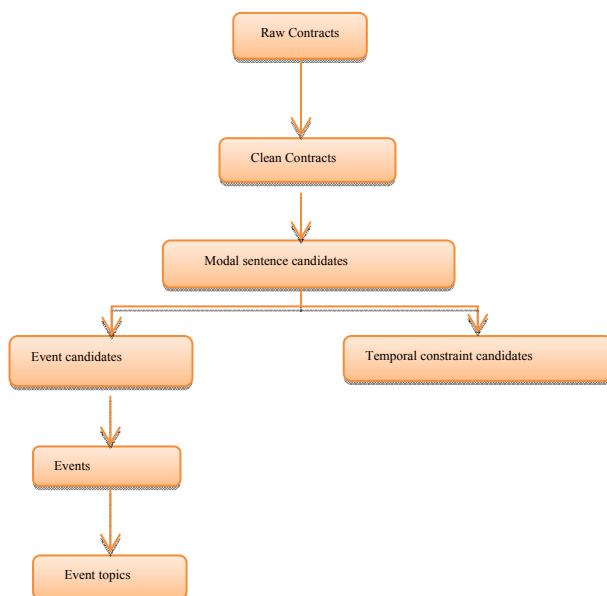 Raw Contracts
Clean Contracts
Modal sentence candidates
Event candidates
Temporal constraint candidates
Events
Event topics